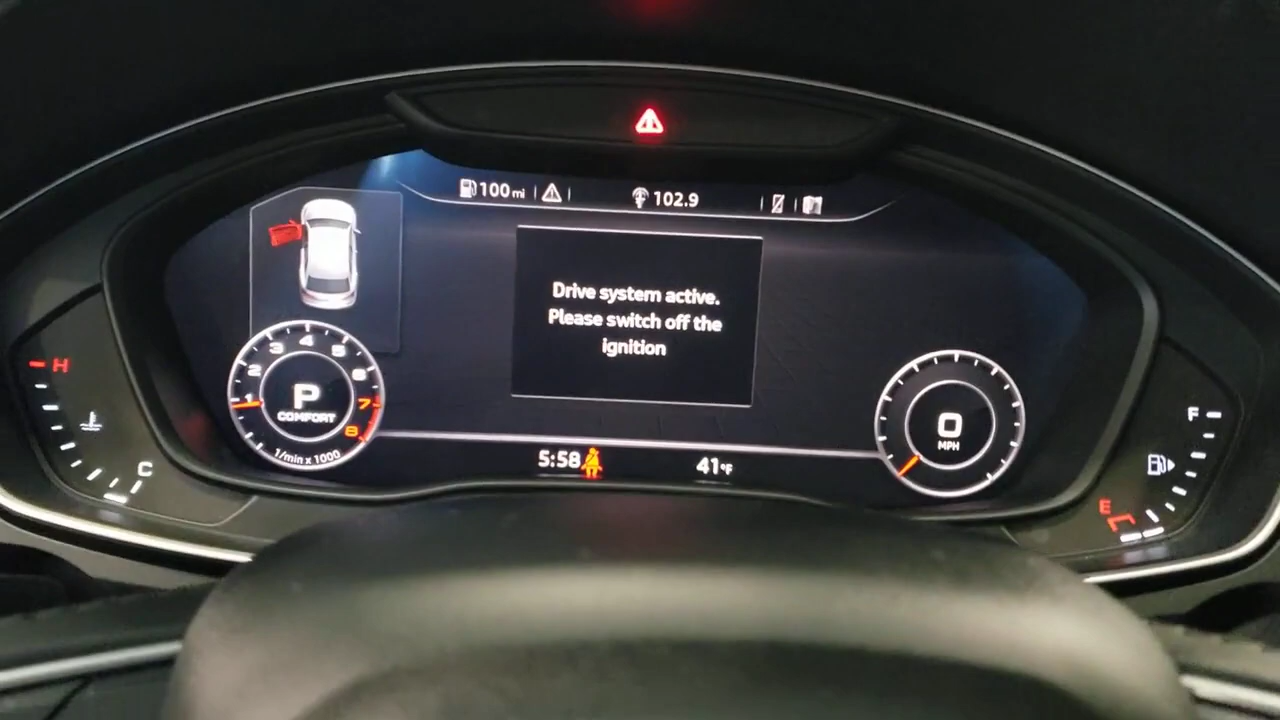 100 mi
102.9
Drive system active.
Please switch off the
ignition
1 2 3 4 5 6 7 8
P
COMFORT
1/min x 1000
0
MPH
5:58
41°F
H
C
F
E